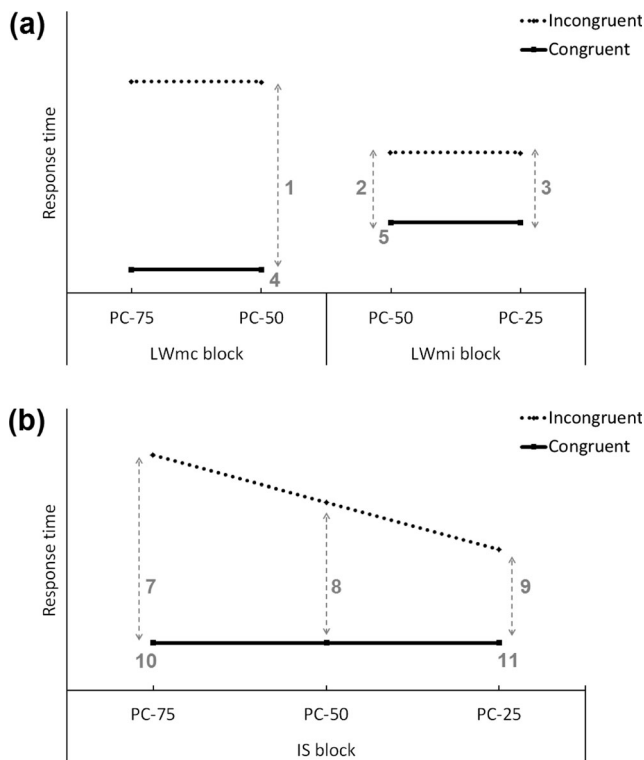 (a)
Incongruent
Congruent
Response time
1
2
3
4
5
PC-75 PC-50 PC-50 PC-25
LWmc block LWmi block
(b)
Incongruent
Congruent
Response time
7
8
9
10
11
PC-75 PC-50 PC-25
IS block